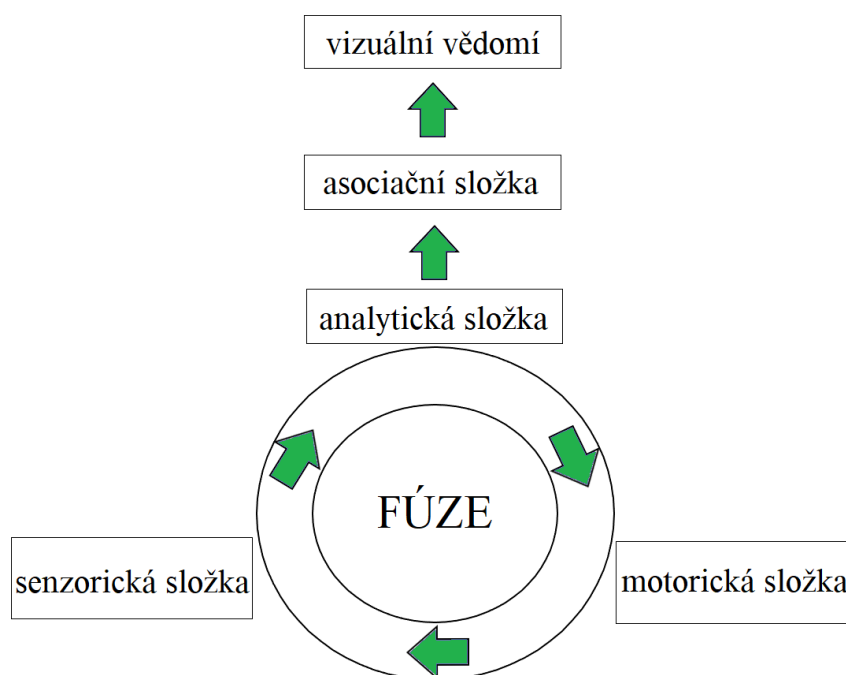 vizuální vědomí
asociační složka
analytická složka
FÚZE
senzorická složka
motorická složka